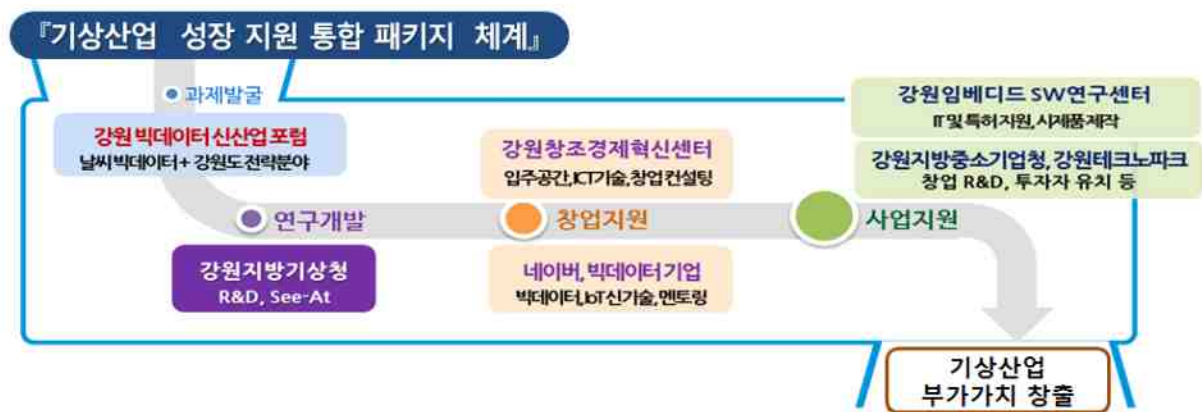 『기상산업 성장 지원 통합 패키지 체계』
과제발굴
강원 빅데이터 신산업 포럼
날씨 빅데이터 + 강원도 전략분야
연구개발
강원지방기상청
R&D, See-At
강원창조경제혁신센터
입주공간,ICT기술,창업 컨설팅
창업지원
네이버, 빅데이터 기업
빅데이터,IoT 신기술,멘토링
강원임베디드 SW연구센터
IT 및 특허지원,시제품 제작
강원지방중소기업청, 강원테크노파크
창업 R&D, 투자자 유치 등
사업지원
기상산업
부가가치 창출